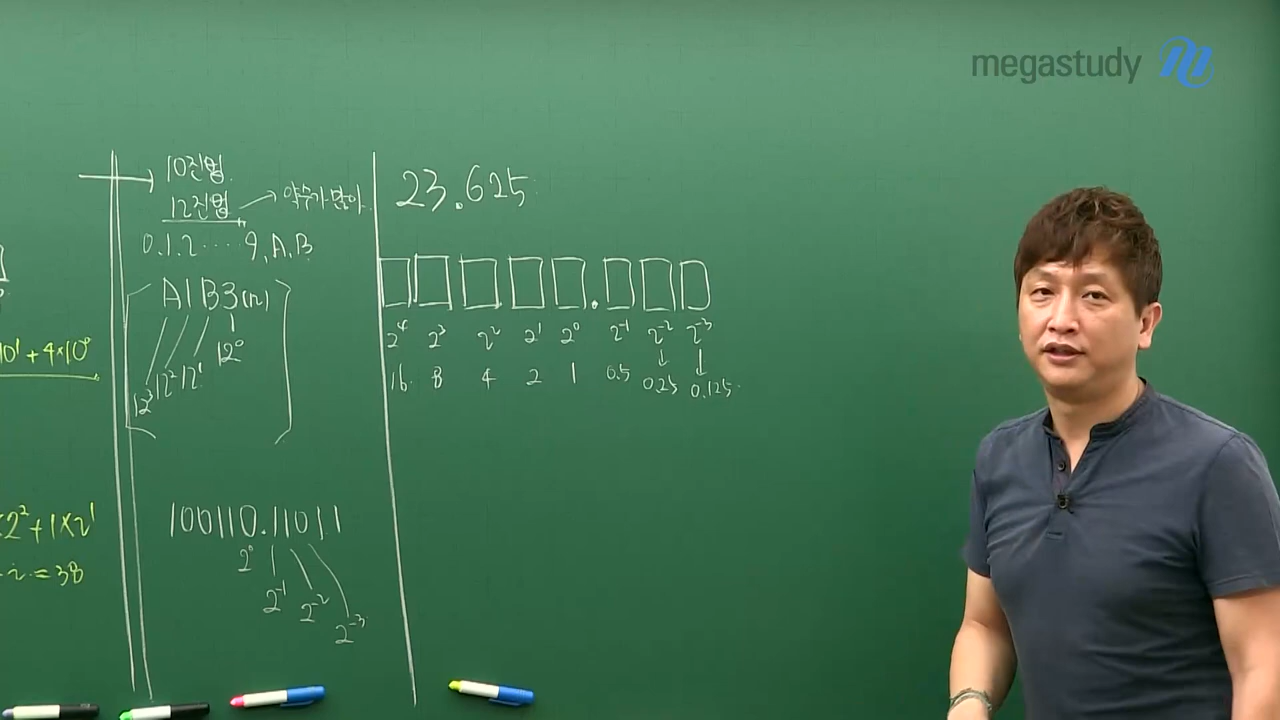 megastudy
10진법
12진법 → 약수가 많아
0.1.2 ···· 9, A, B
A1B3(12)
12³ 12² 12¹ 12⁰
10¹ + 4×10⁰
100110.11011
2⁰
2⁻¹ 2⁻² 2⁻³
×2² + 1×2¹
= 38
23.625
□□□□□.□□□
2⁴ 2³ 2² 2¹ 2⁰ 2⁻¹ 2⁻² 2⁻³
16 8 4 2 1 0.5 0.25 0.125